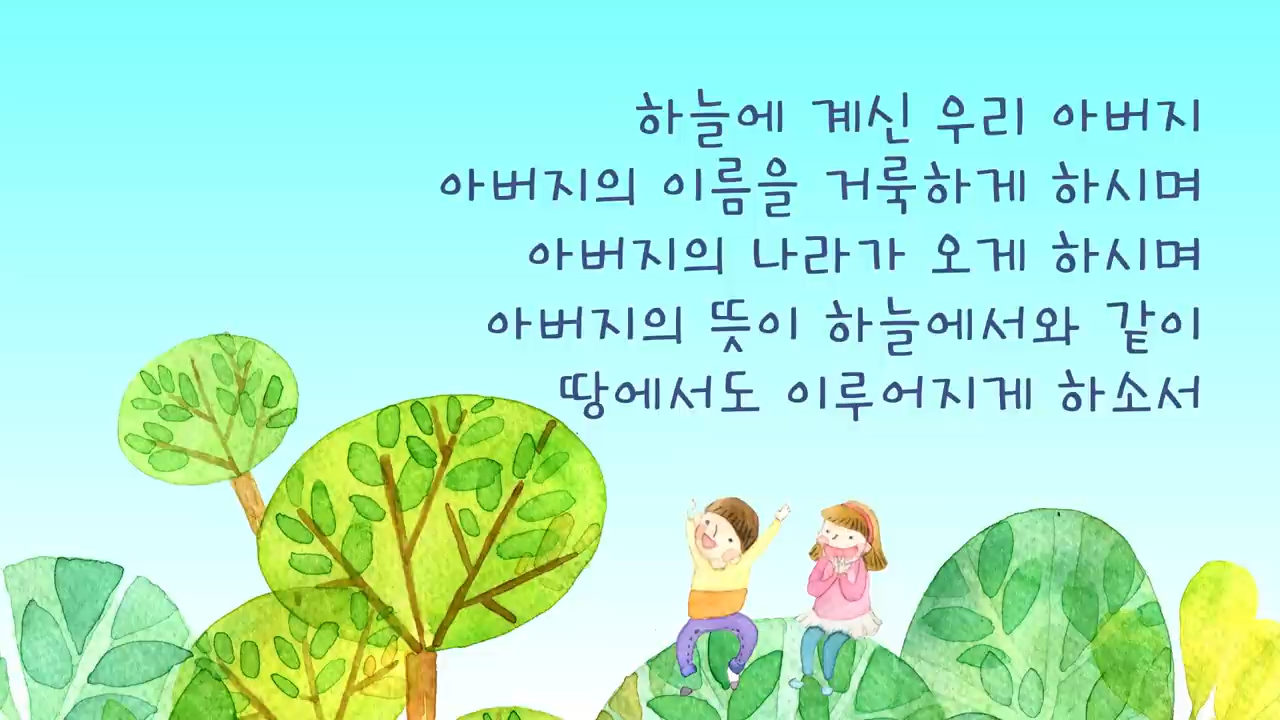 하늘에 계신 우리 아버지
아버지의 이름을 거룩하게 하시며
아버지의 나라가 오게 하시며
아버지의 뜻이 하늘에서와 같이
땅에서도 이루어지게 하소서